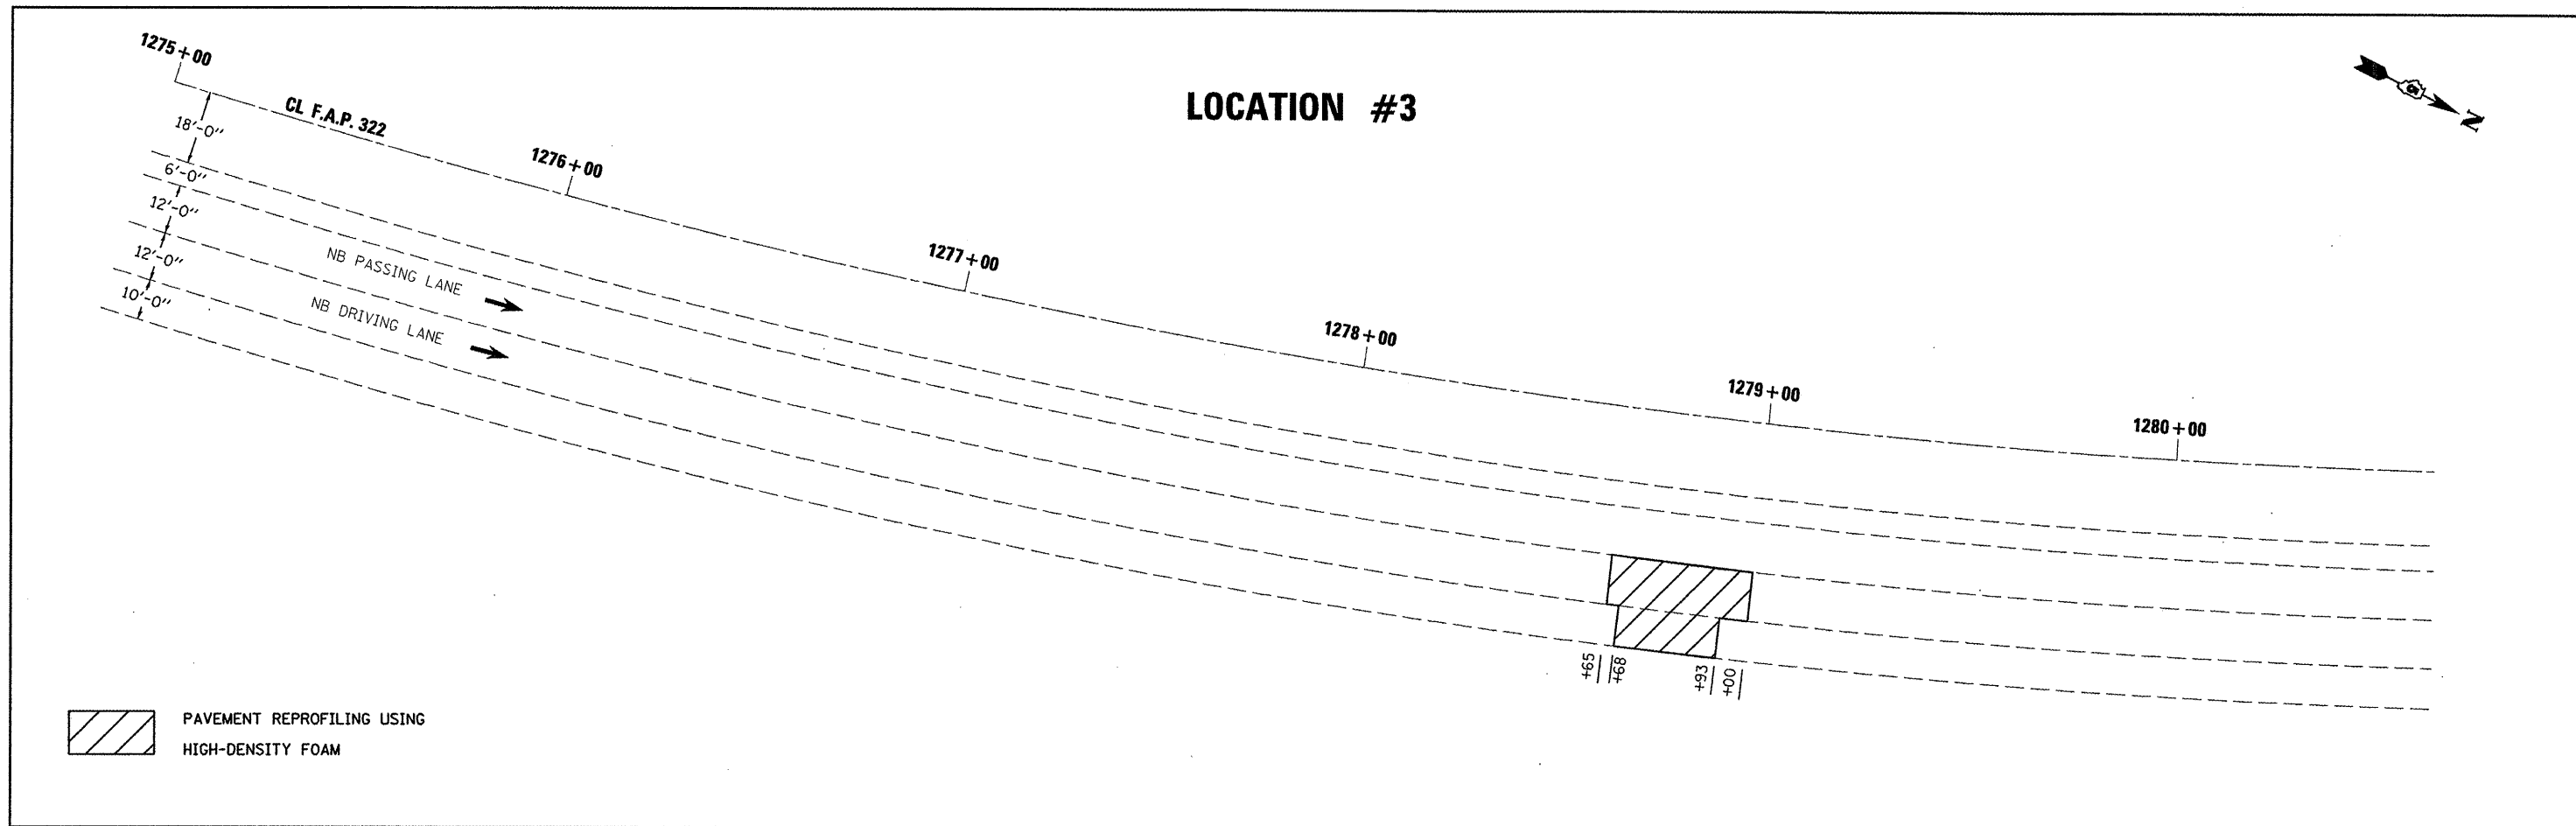 LOCATION #3
1275+00
CL F.A.P. 322
1276+00
1277+00
1278+00
1279+00
1280+00
18'-0"
6'-0"
12'-0"
12'-0"
10'-0"
NB PASSING LANE
NB DRIVING LANE
N
+65
+68
+93
+00
PAVEMENT REPROFILING USING
HIGH-DENSITY FOAM